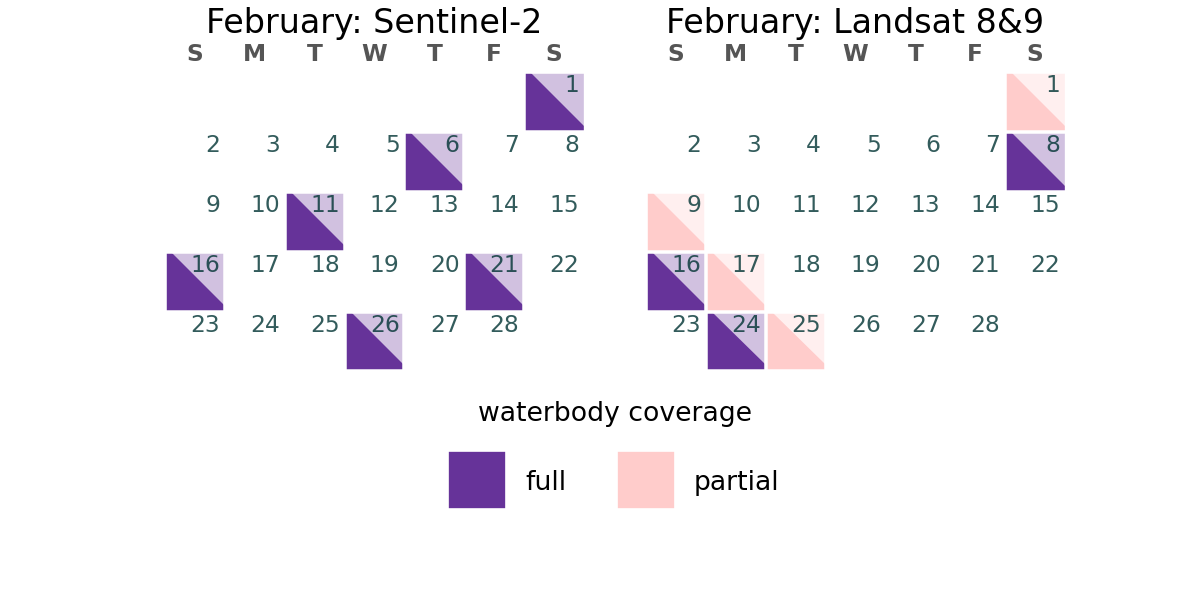 February: Sentinel-2
S M T W T F S
1
2 3 4 5 6 7 8
9 10 11 12 13 14 15
16 17 18 19 20 21 22
23 24 25 26 27 28
February: Landsat 8&9
S M T W T F S
1
2 3 4 5 6 7 8
9 10 11 12 13 14 15
16 17 18 19 20 21 22
23 24 25 26 27 28
waterbody coverage
full partial